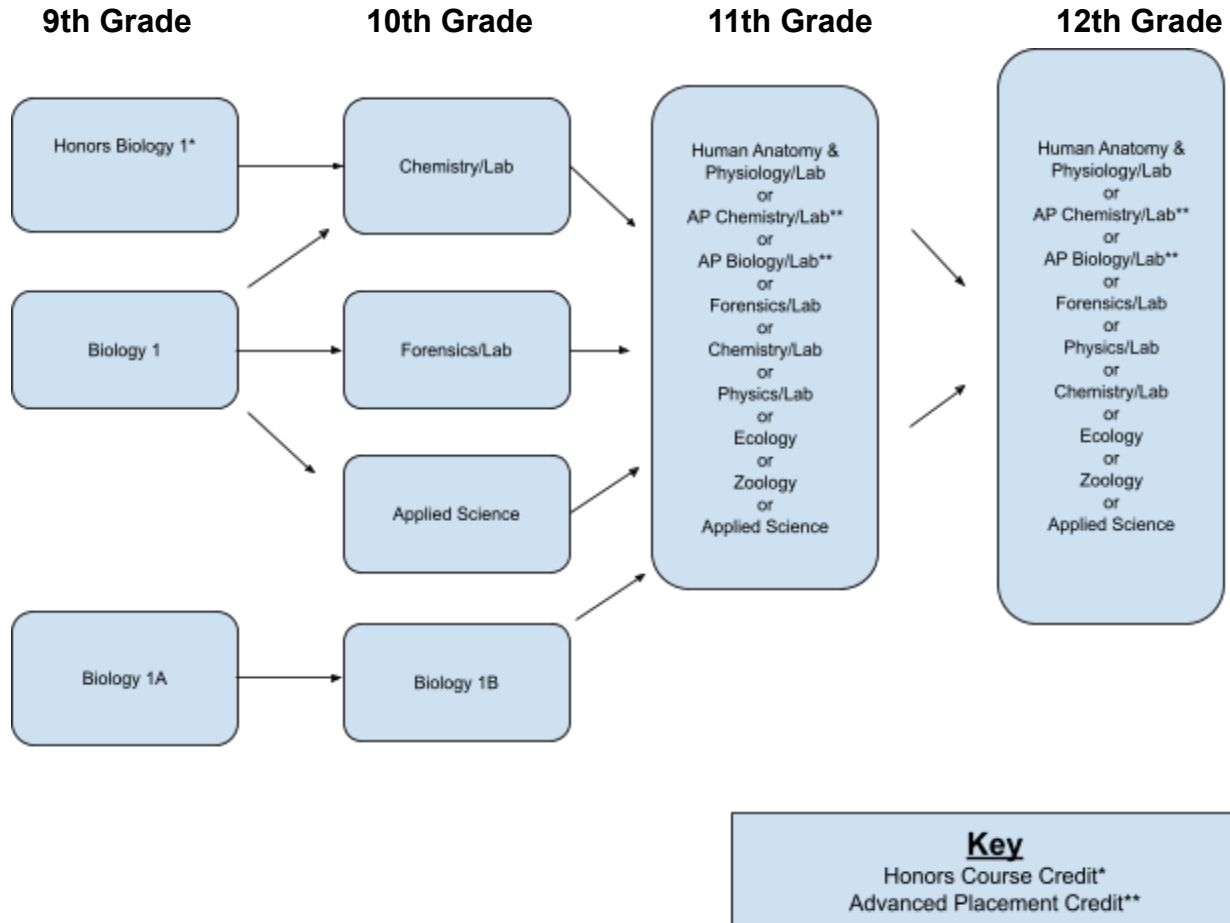 9th Grade
10th Grade
11th Grade
12th Grade
Honors Biology 1*
Biology 1
Biology 1A
Chemistry/Lab
Forensics/Lab
Applied Science
Biology 1B
Human Anatomy &
Physiology/Lab
or
AP Chemistry/Lab**
or
AP Biology/Lab**
or
Forensics/Lab
or
Chemistry/Lab
or
Physics/Lab
or
Ecology
or
Zoology
or
Applied Science
Human Anatomy &
Physiology/Lab
or
AP Chemistry/Lab**
or
AP Biology/Lab**
or
Forensics/Lab
or
Physics/Lab
or
Chemistry/Lab
or
Ecology
or
Zoology
or
Applied Science
Key
Honors Course Credit*
Advanced Placement Credit**